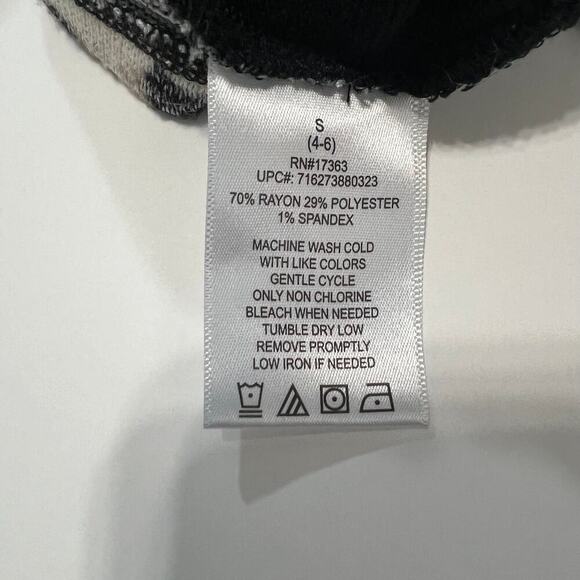 S
(4-6)
RN#17363
UPC#: 716273880323
70% RAYON 29% POLYESTER
1% SPANDEX
MACHINE WASH COLD
WITH LIKE COLORS
GENTLE CYCLE
ONLY NON CHLORINE
BLEACH WHEN NEEDED
TUMBLE DRY LOW
REMOVE PROMPTLY
LOW IRON IF NEEDED